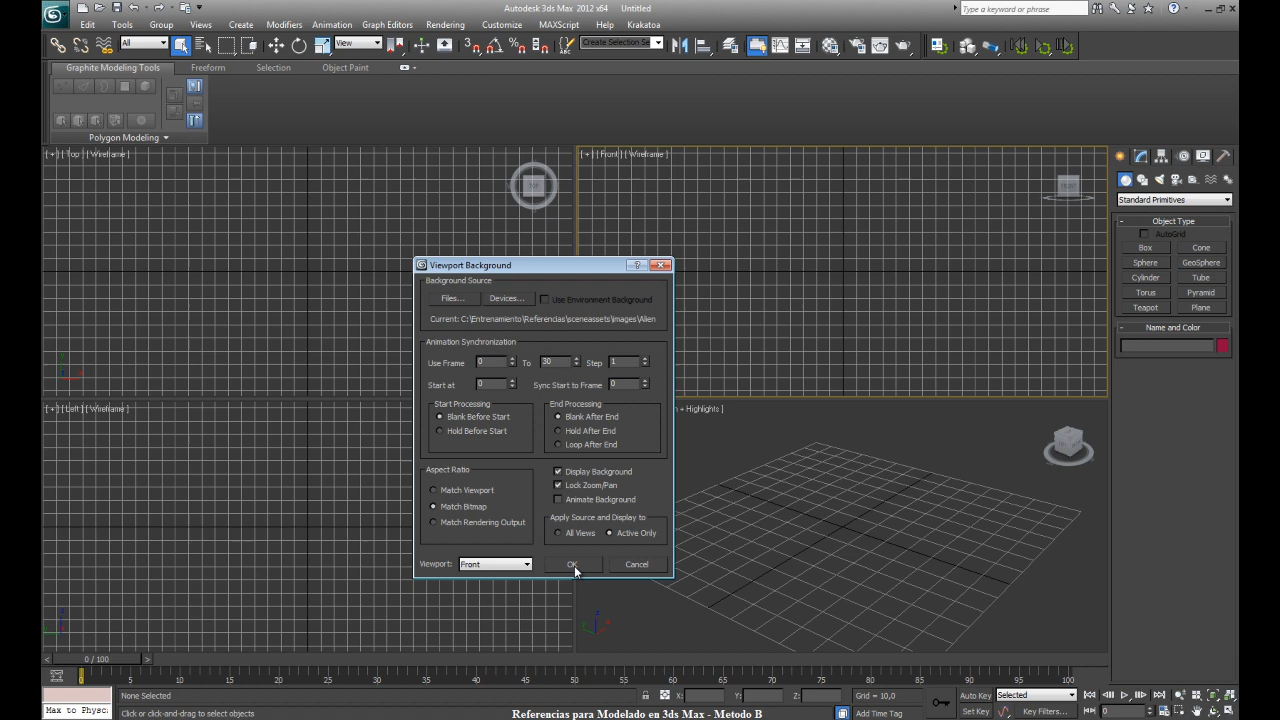 Autodesk 3ds Max 2012 x64 Untitled
Type a keyword or phrase
Edit Tools Group Views Create Modifiers Animation Graph Editors Rendering Customize MAXScript Help Krakatoa
All
View
Create Selection Se
Graphite Modeling Tools Freeform Selection Object Paint
Polygon Modeling
[ + ] [ Top ] [ Wireframe ]
TOP
[ + ] [ Front ] [ Wireframe ]
FRONT
Standard Primitives
- Object Type
AutoGrid
Box Cone
Sphere GeoSphere
Cylinder Tube
Torus Pyramid
Teapot Plane
- Name and Color
Viewport Background
Background Source
Files... Devices... Use Environment Background
Current: C:\Entrenamiento\Referencias\sceneassets\images\Alien
Animation Synchronization
Use Frame 0 To 30 Step 1
Start at 0 Sync Start to Frame 0
Start Processing End Processing
Blank Before Start Blank After End
Hold Before Start Hold After End
Loop After End
Aspect Ratio
Match Viewport
Match Bitmap
Match Rendering Output
Display Background
Lock Zoom/Pan
Animate Background
Apply Source and Display to
All Views Active Only
Viewport: Front OK Cancel
[ + ] [ Left ] [ Wireframe ]
+ Highlights ]
0 / 100
0 5 10 15 20 25 30 35 40 45 50 55 60 65 70 75 80 85 90 95 100
None Selected X: Y: Z: Grid = 10,0 Auto Key Selected
Max to Physc. Click or click-and-drag to select objects Add Time Tag Set Key Key Filters... 0
Referencias para Modelado en 3ds Max - Metodo B